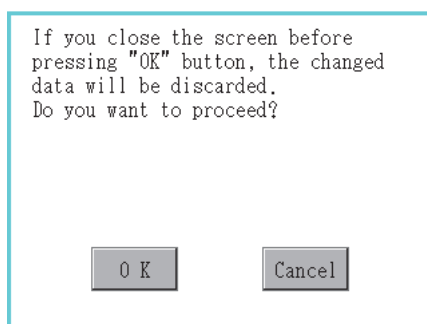 If you close the screen before
pressing "OK" button, the changed
data will be discarded.
Do you want to proceed?
O K
Cancel